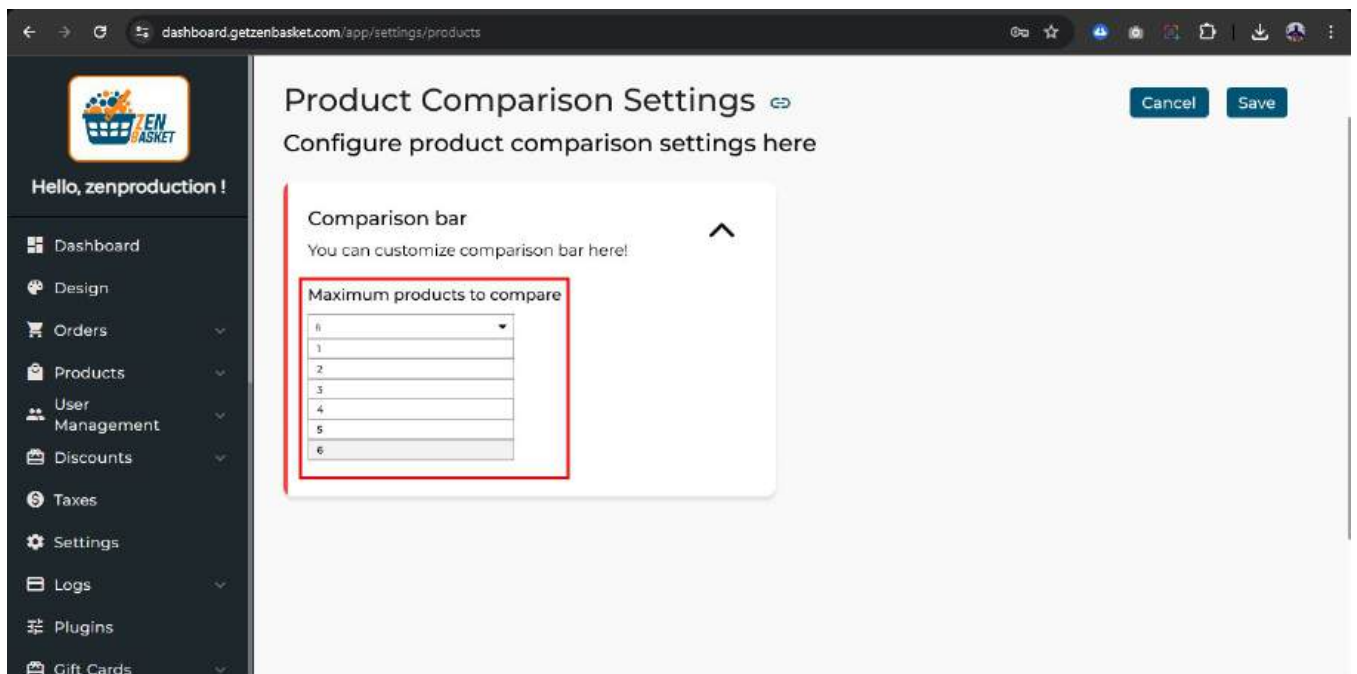 dashboard.getzenbasket.com/app/settings/products
ZEN
BASKET
Hello, zenproduction !
Dashboard
Design
Orders
Products
User
Management
Discounts
Taxes
Settings
Logs
Plugins
Gift Cards
Product Comparison Settings
Cancel
Save
Configure product comparison settings here
Comparison bar
You can customize comparison bar here!
Maximum products to compare
6
1
2
3
4
5
6